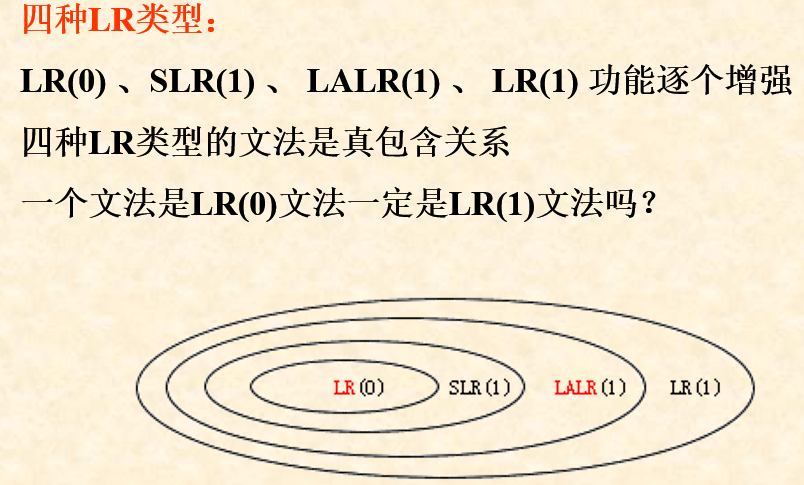 四种LR类型：
LR(0) 、SLR(1) 、 LALR(1) 、 LR(1) 功能逐个增强
四种LR类型的文法是真包含关系
一个文法是LR(0)文法一定是LR(1)文法吗？
LR(0) SLR(1) LALR(1) LR(1)